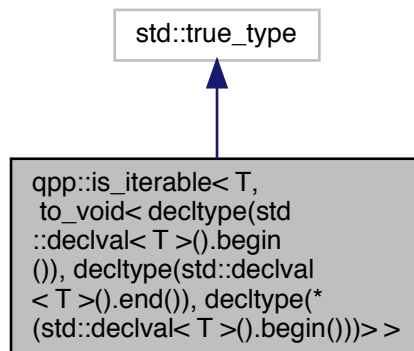 std::true_type
qpp::is_iterable< T,
to_void< decltype(std
::declval< T >().begin
()), decltype(std::declval
< T >().end()), decltype(*
(std::declval< T >().begin()))> >